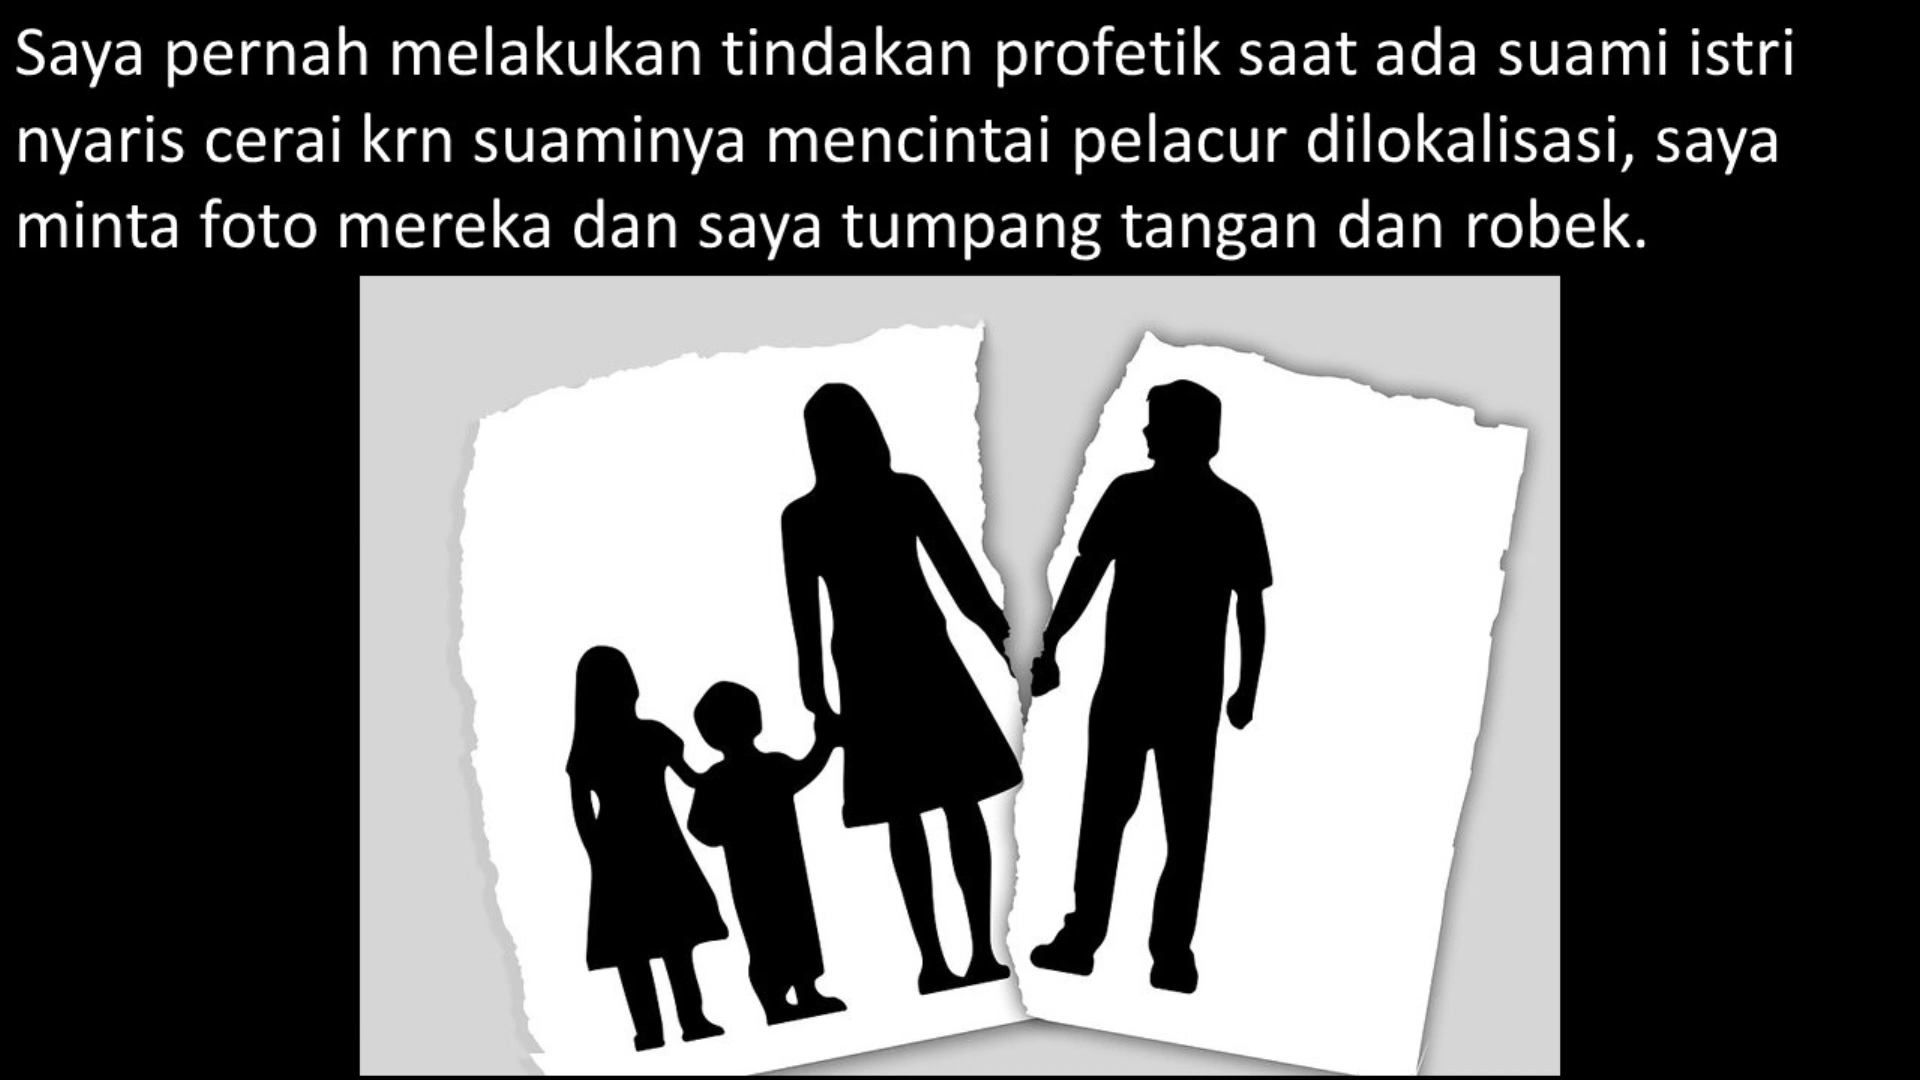 Saya pernah melakukan tindakan profetik saat ada suami istri
nyaris cerai krn suaminya mencintai pelacur dilokalisasi, saya
minta foto mereka dan saya tumpang tangan dan robek.